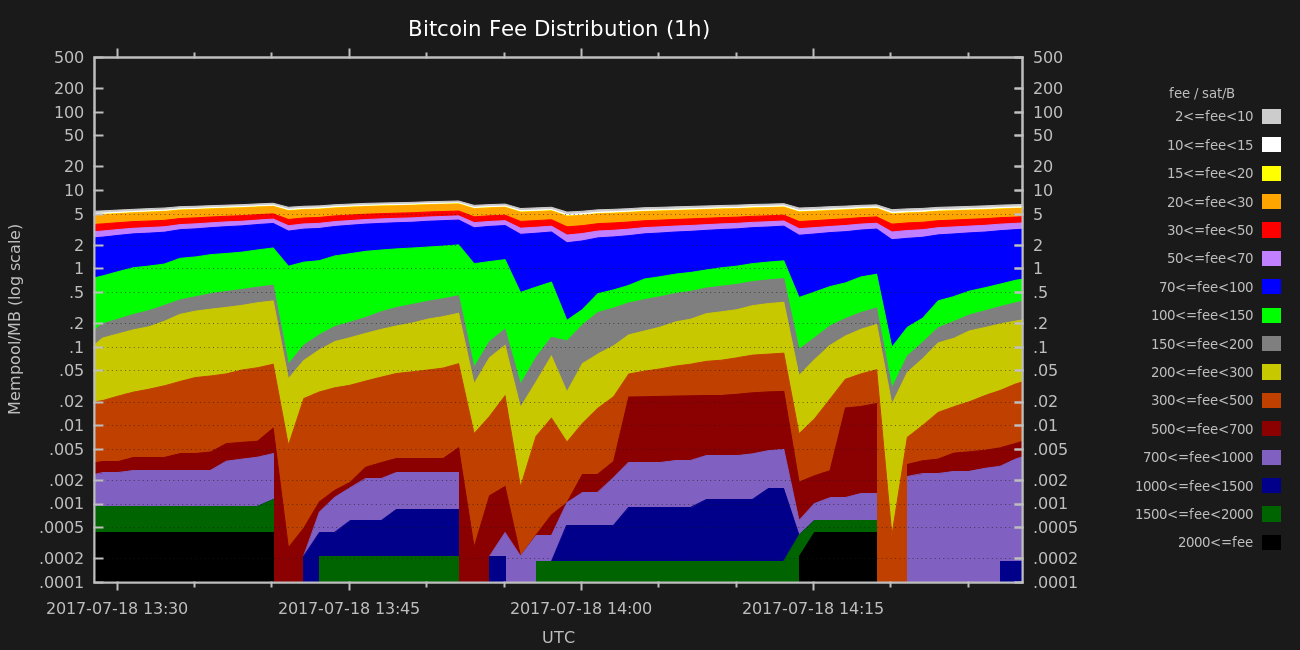 Bitcoin Fee Distribution (1h)
500
200
100
50
20
10
5
2
1
.5
.2
.1
.05
.02
.01
.005
.002
.001
.0005
.0002
.0001
Mempool/MB (log scale)
500
200
100
50
20
10
5
2
1
.5
.2
.1
.05
.02
.01
.005
.002
.001
.0005
.0002
.0001
2017-07-18 13:30
2017-07-18 13:45
2017-07-18 14:00
2017-07-18 14:15
UTC
fee / sat/B
2<=fee<10
10<=fee<15
15<=fee<20
20<=fee<30
30<=fee<50
50<=fee<70
70<=fee<100
100<=fee<150
150<=fee<200
200<=fee<300
300<=fee<500
500<=fee<700
700<=fee<1000
1000<=fee<1500
1500<=fee<2000
2000<=fee